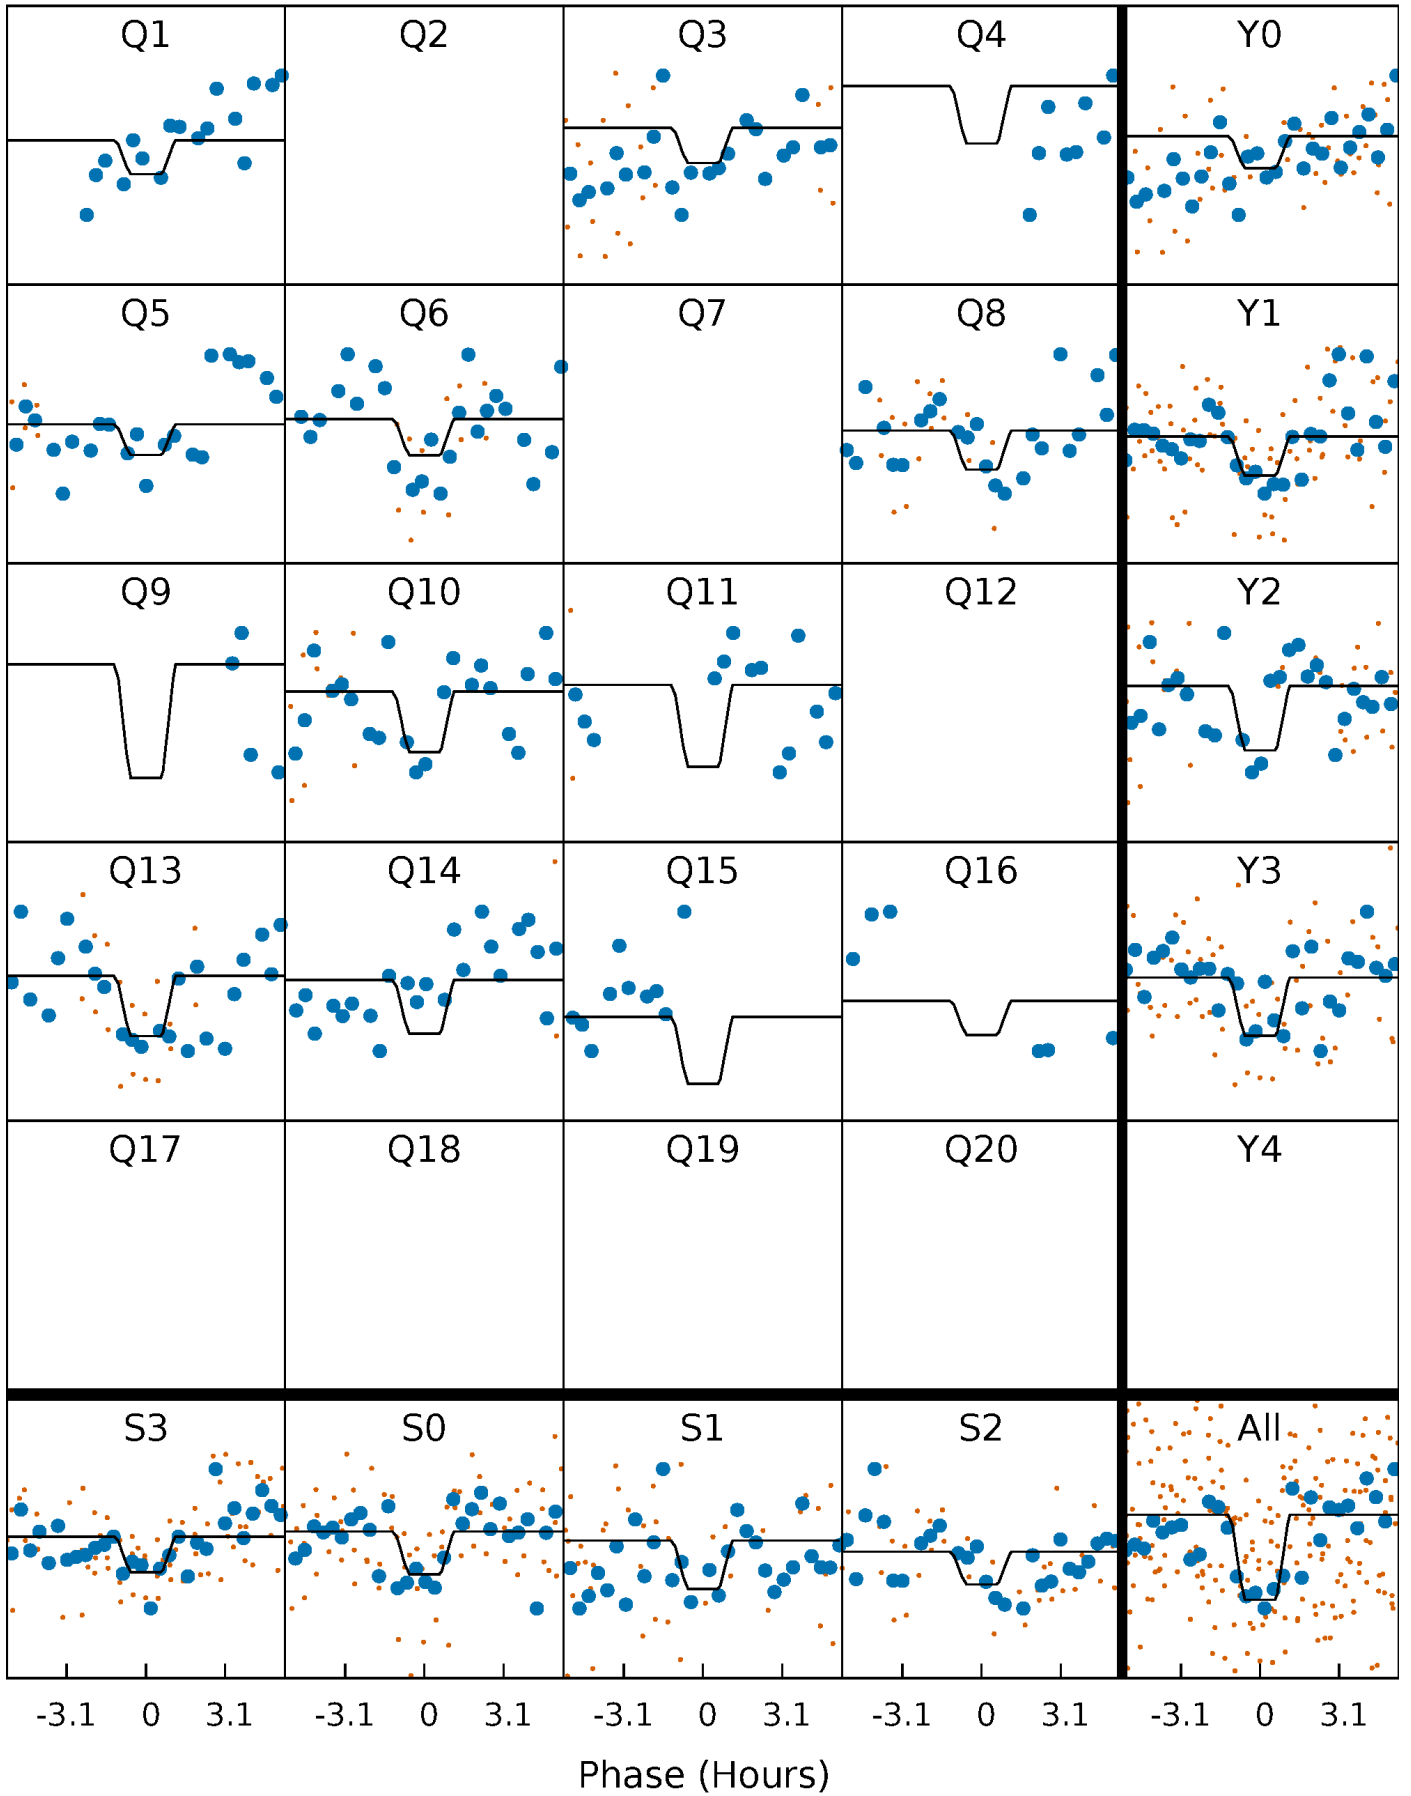 Q1 Q2 Q3 Q4 Y0
Q5 Q6 Q7 Q8 Y1
Q9 Q10 Q11 Q12 Y2
Q13 Q14 Q15 Q16 Y3
Q17 Q18 Q19 Q20 Y4
S3 S0 S1 S2 All
-3.1 0 3.1 -3.1 0 3.1 -3.1 0 3.1 -3.1 0 3.1 -3.1 0 3.1
Phase (Hours)